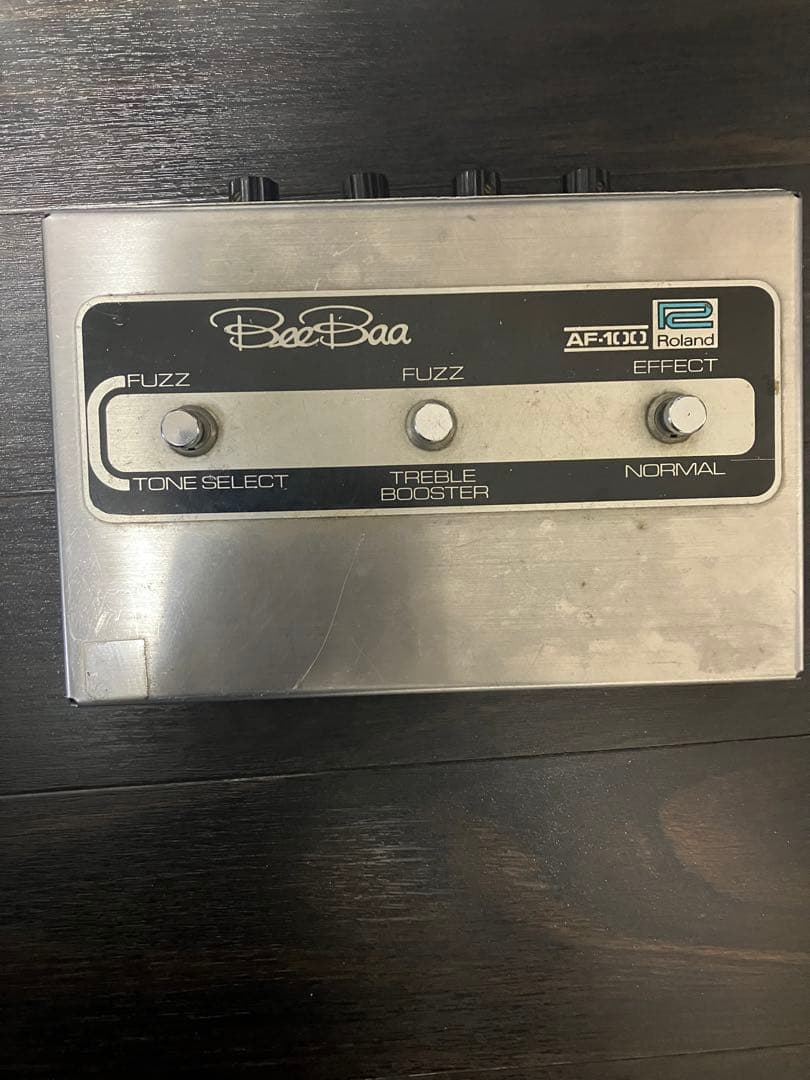 BeeBaa
AF-100 Roland
FUZZ
TONE SELECT
FUZZ
TREBLE
BOOSTER
EFFECT
NORMAL